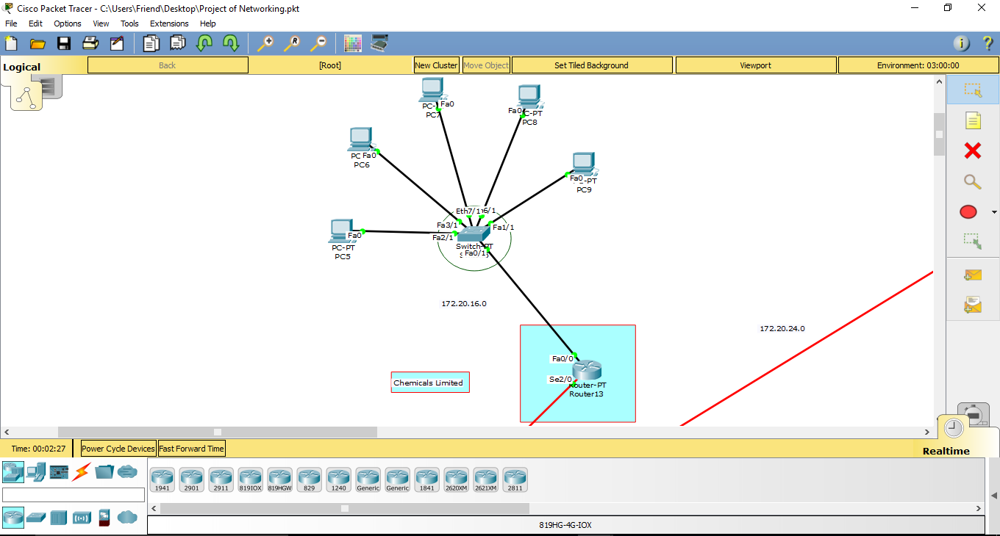 Cisco Packet Tracer - C:\Users\Friend\Desktop\Project of Networking.pkt
File Edit Options View Tools Extensions Help
Logical
Back
[Root]
New Cluster
Move Object
Set Tiled Background
Viewport
Environment: 03:00:00
Fa0
PC7
Fa0
C-PT
PC8
PC
Fa0
PC6
Fa0
-PT
PC9
Eth7/1
6/1
Fa3/1
Fa1/1
Fa2/1
Fa0
PC-PT
PC5
Switch-PT
Fa0/1
172.20.16.0
172.20.24.0
Fa0/0
Se2/0
Router-PT
Router13
Chemicals Limited
Time: 00:02:27
Power Cycle Devices
Fast Forward Time
Realtime
1941
2901
2911
819IOX
819HGW
829
1240
Generic
Generic
1841
2620XM
2621XM
2811
819HG-4G-IOX